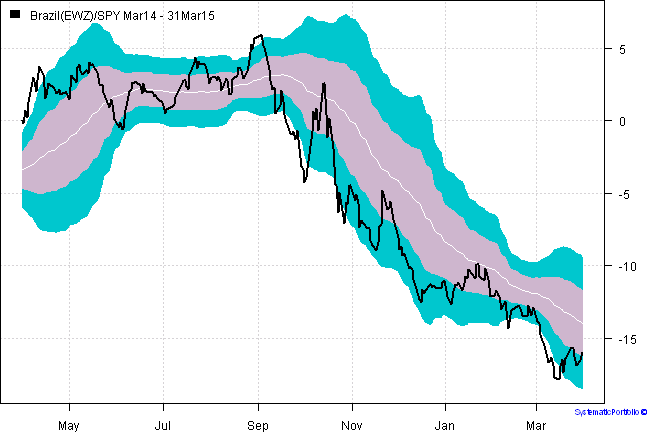 Brazil(EWZ)/SPY Mar14 - 31Mar15
5
0
-5
-10
-15
May Jul Sep Nov Jan Mar
SystematicPortfolio ©